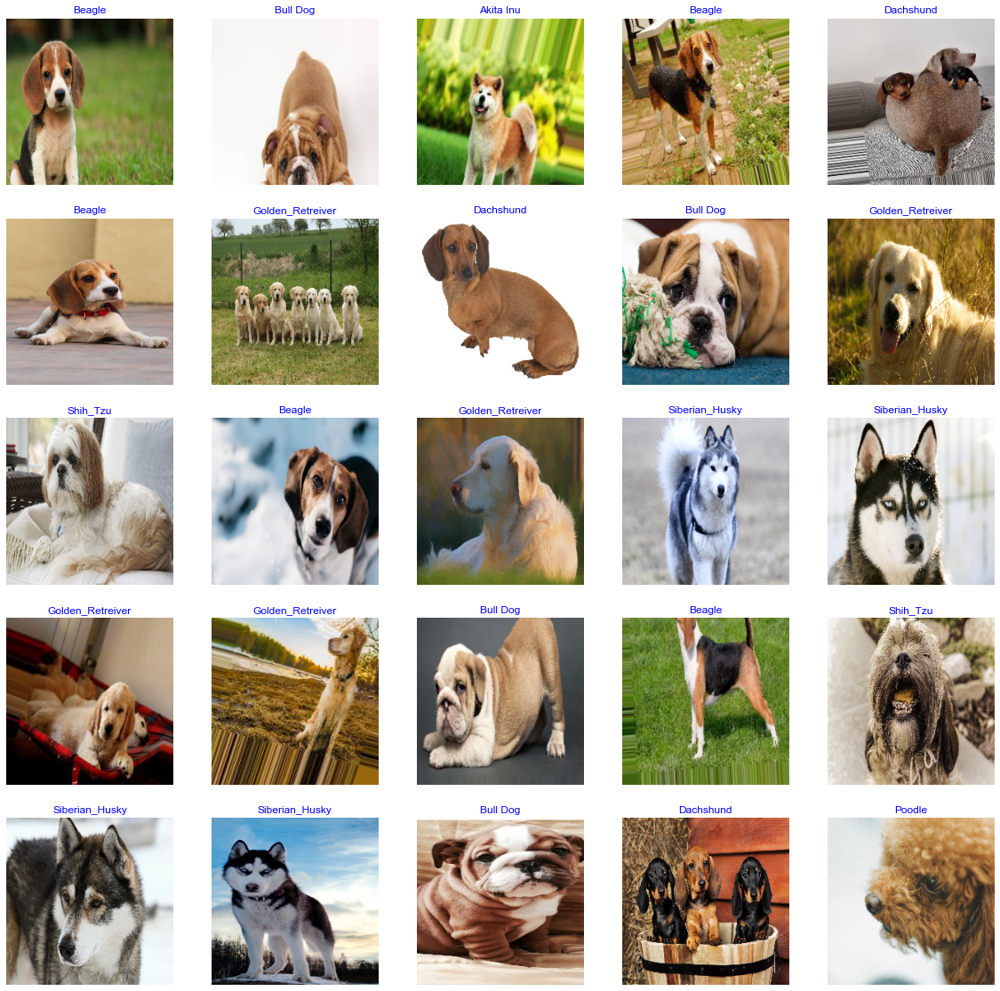 Beagle
Bull Dog
Akita Inu
Beagle
Dachshund
Beagle
Golden_Retreiver
Dachshund
Bull Dog
Golden_Retreiver
Shih_Tzu
Beagle
Golden_Retreiver
Siberian_Husky
Siberian_Husky
Golden_Retreiver
Golden_Retreiver
Bull Dog
Beagle
Shih_Tzu
Siberian_Husky
Siberian_Husky
Bull Dog
Dachshund
Poodle